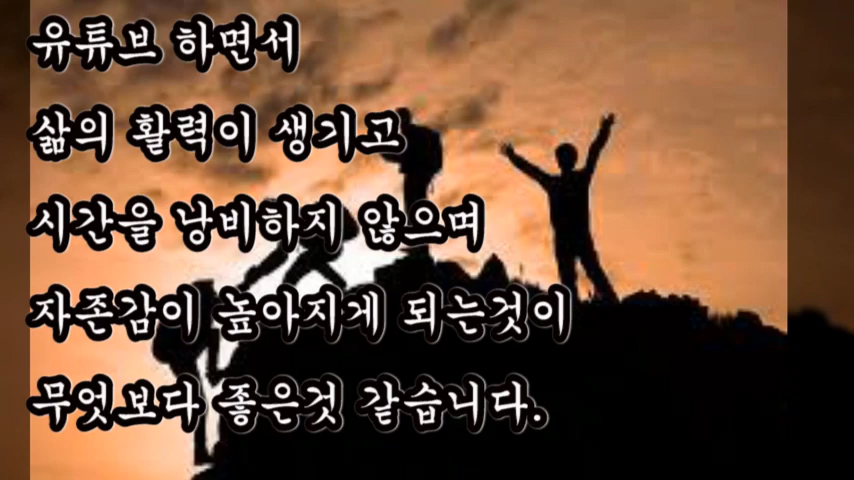 유튜브 하면서
삶의 활력이 생기고
시간을 낭비하지 않으며
자존감이 높아지게 되는것이
무엇보다 좋은것 같습니다.